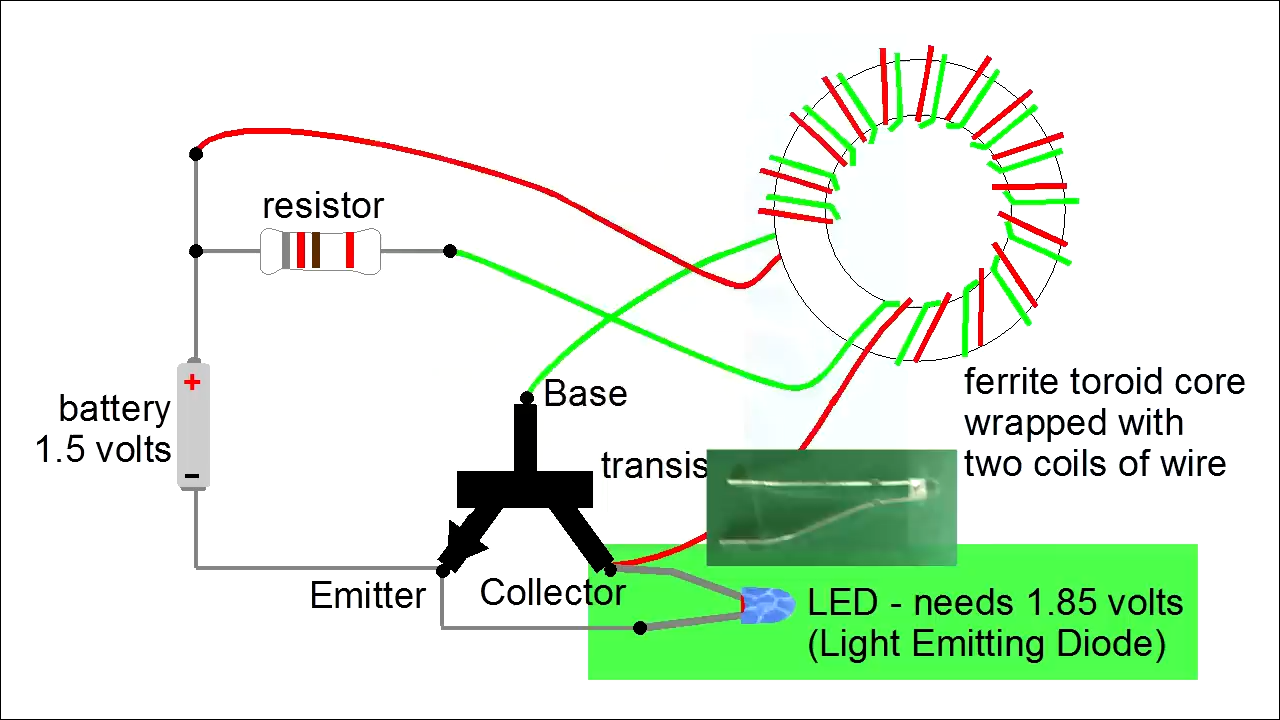 resistor
+
battery
1.5 volts
-
Base
transis
Emitter
Collector
ferrite toroid core
wrapped with
two coils of wire
LED - needs 1.85 volts
(Light Emitting Diode)